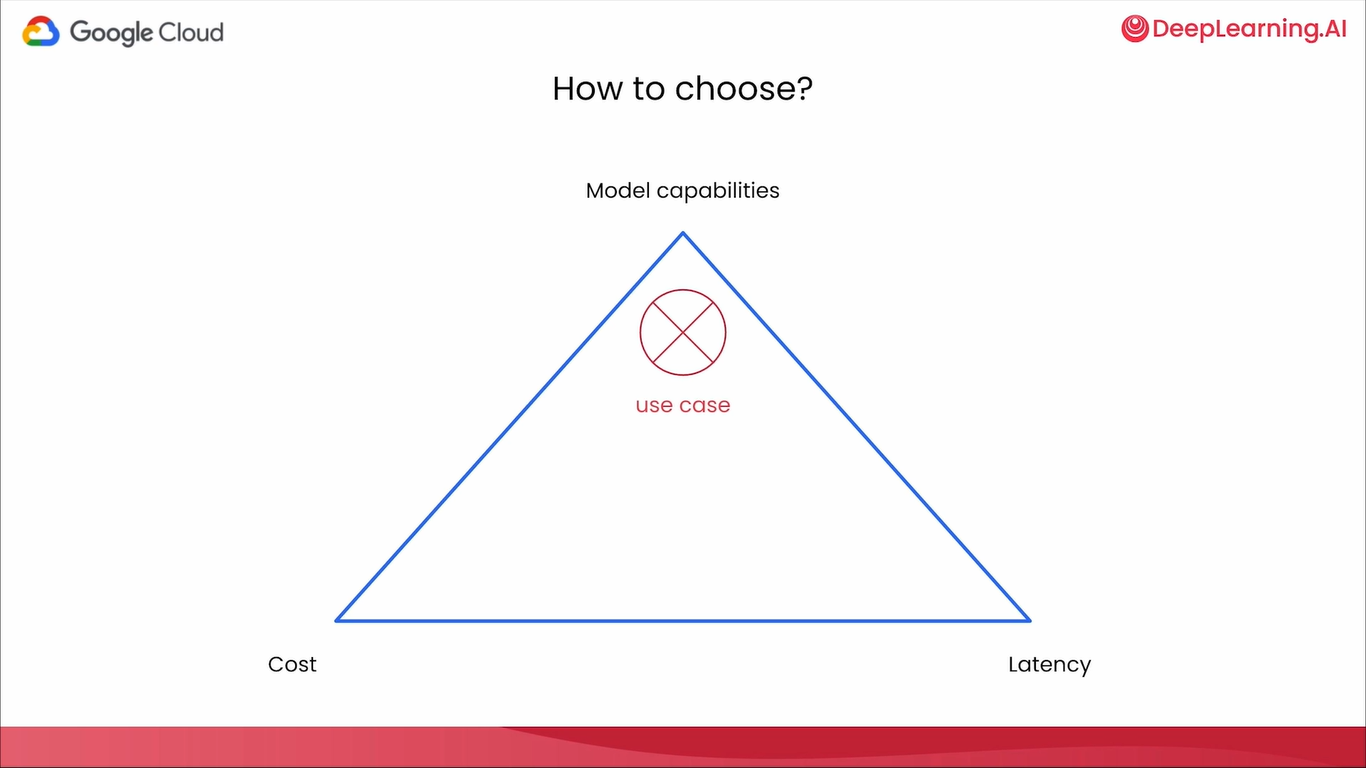 Google Cloud
DeepLearning.AI
How to choose?
Model capabilities
use case
Cost
Latency